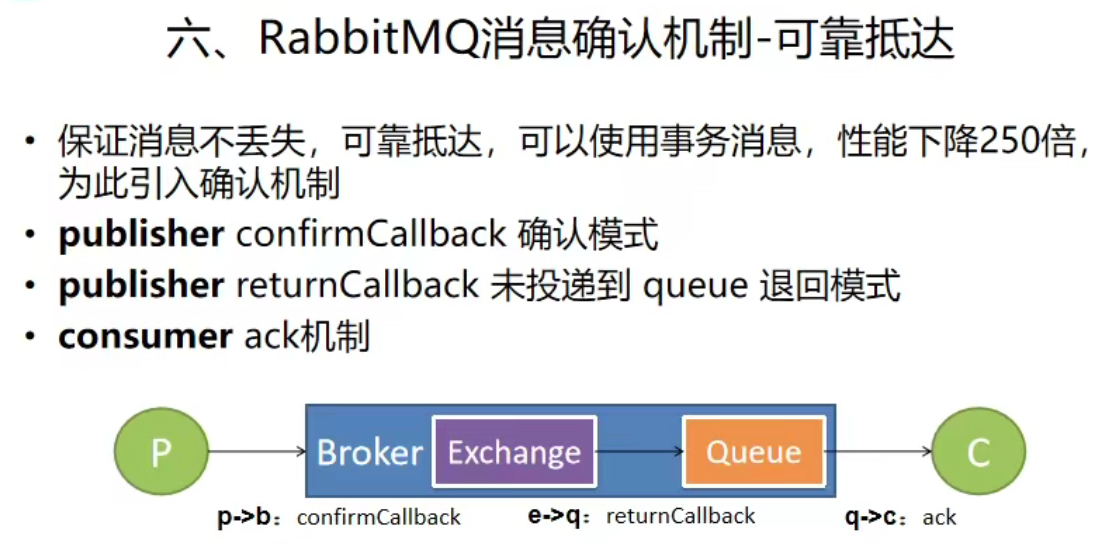 六、RabbitMQ消息确认机制-可靠抵达
• 保证消息不丢失，可靠抵达，可以使用事务消息，性能下降250倍，
为此引入确认机制
• publisher confirmCallback 确认模式
• publisher returnCallback 未投递到 queue 退回模式
• consumer ack机制
P Broker Exchange Queue C
p->b：confirmCallback e->q：returnCallback q->c：ack